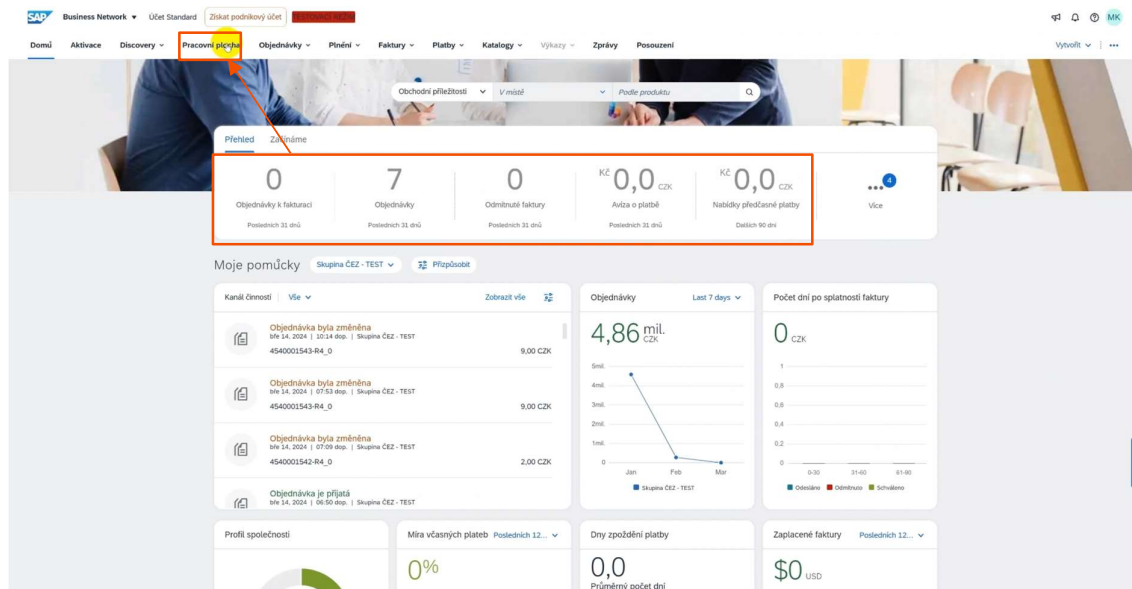 SAP Business Network Účet Standard Získat podnikový účet TESTOVACÍ REŽIM
MK
Domů Aktivace Discovery Pracovní plocha Objednávky Plnění Faktury Platby Katalogy Výkazy Zprávy Posouzení Vytvořit
Obchodní příležitosti V místě Podle produktu
Přehled Začínáme
0 7 0 Kč 0,0 CZK Kč 0,0 CZK ... 4
Objednávky k fakturaci Objednávky Odmítnuté faktury Avíza o platbě Nabídky předčasné platby Více
Posledních 31 dnů Posledních 31 dnů Posledních 31 dnů Posledních 31 dnů Dalších 90 dní
Moje pomůcky Skupina ČEZ - TEST Přizpůsobit
Kanál činností Vše Zobrazit vše
Objednávka byla změněna
bře 14, 2024 | 10:14 dop. | Skupina ČEZ - TEST
4540001543-R4_0 9,00 CZK
Objednávka byla změněna
bře 14, 2024 | 07:53 dop. | Skupina ČEZ - TEST
4540001543-R4_0 9,00 CZK
Objednávka byla změněna
bře 14, 2024 | 07:09 dop. | Skupina ČEZ - TEST
4540001542-R4_0 2,00 CZK
Objednávka je přijatá
bře 14, 2024 | 06:50 dop. | Skupina ČEZ - TEST
Objednávky Last 7 days
4,86 mil. CZK
5mil.
4mil.
3mil.
2mil.
1mil.
0
Jan Feb Mar
Skupina ČEZ - TEST
Počet dní po splatnosti faktury
0 CZK
1
0,8
0,6
0,4
0,2
0
0-30 31-60 61-90
Odesláno Odmítnuto Schváleno
Profil společnosti
Míra včasných plateb Posledních 12...
0%
Dny zpoždění platby
0,0
Průměrný počet dní
Zaplacené faktury Posledních 12...
$0 USD